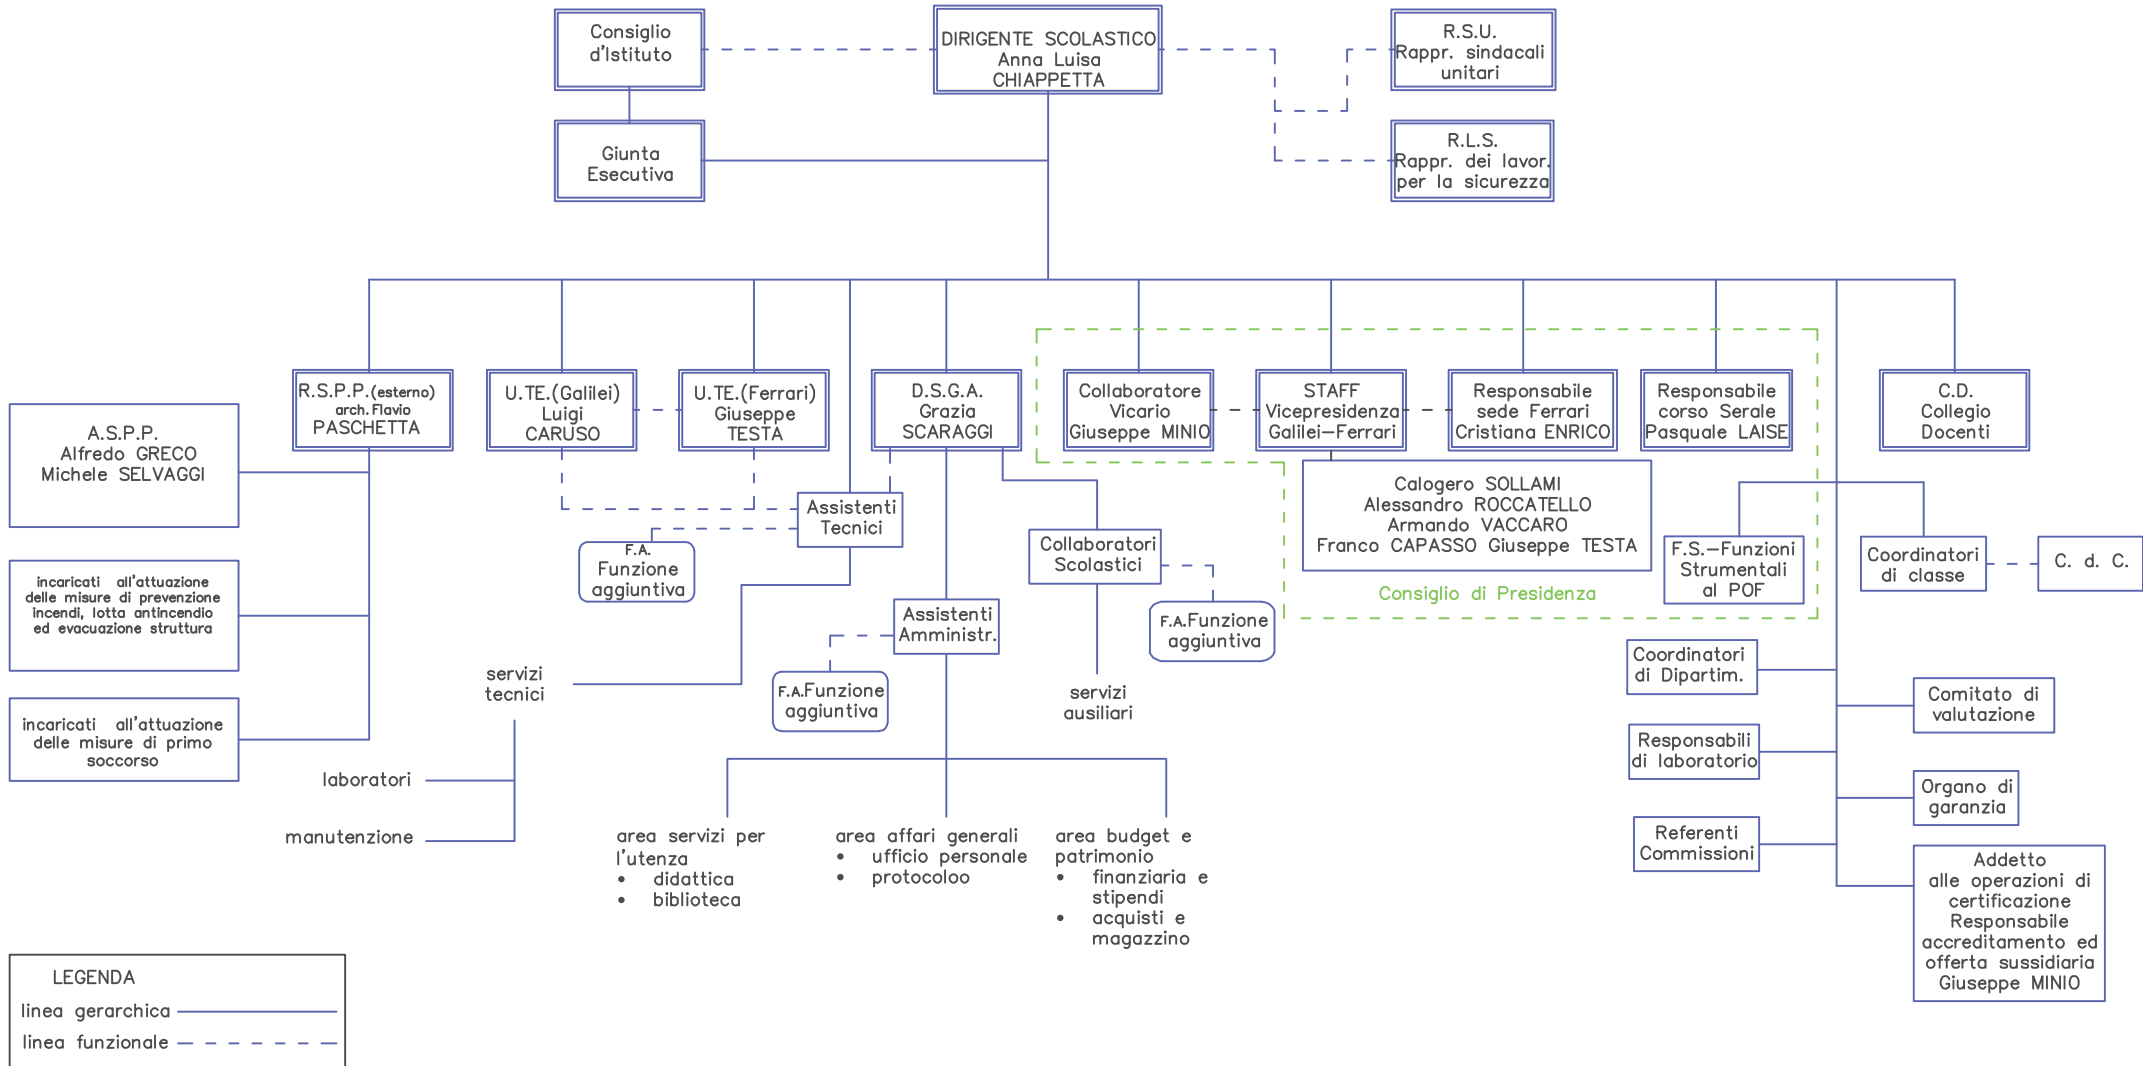 Consiglio
d'Istituto
DIRIGENTE SCOLASTICO
Anna Luisa
CHIAPPETTA
R.S.U.
Rappr. sindacali
unitari
Giunta
Esecutiva
R.L.S.
Rappr. dei lavor.
per la sicurezza
A.S.P.P.
Alfredo GRECO
Michele SELVAGGI
R.S.P.P.(esterno)
arch. Flavio
PASCHETTA
U.TE.(Galilei)
Luigi
CARUSO
U.TE.(Ferrari)
Giuseppe
TESTA
D.S.G.A.
Grazia
SCARAGGI
Collaboratore
Vicario
Giuseppe MINIO
STAFF
Vicepresidenza
Galilei-Ferrari
Responsabile
sede Ferrari
Cristiana ENRICO
Responsabile
corso Serale
Pasquale LAISE
C.D.
Collegio
Docenti
Calogero SOLLAMI
Alessandro ROCCATELLO
Armando VACCARO
Franco CAPASSO Giuseppe TESTA
Consiglio di Presidenza
Assistenti
Tecnici
F.A.
Funzione
aggiuntiva
Collaboratori
Scolastici
F.A.Funzione
aggiuntiva
F.S.-Funzioni
Strumentali
al POF
Coordinatori
di classe
C. d. C.
incaricati all'attuazione
delle misure di prevenzione
incendi, lotta antincendio
ed evacuazione struttura
Assistenti
Amministr.
F.A.Funzione
aggiuntiva
servizi
tecnici
servizi
ausiliari
incaricati all'attuazione
delle misure di primo
soccorso
laboratori
manutenzione
Coordinatori
di Dipartim.
Comitato di
valutazione
Responsabili
di laboratorio
Organo di
garanzia
Referenti
Commissioni
Addetto
alle operazioni di
certificazione
Responsabile
accreditamento ed
offerta sussidiaria
Giuseppe MINIO
area servizi per
l'utenza
• didattica
• biblioteca
area affari generali
• ufficio personale
• protocoloo
area budget e
patrimonio
• finanziaria e
stipendi
• acquisti e
magazzino
LEGENDA
linea gerarchica
linea funzionale